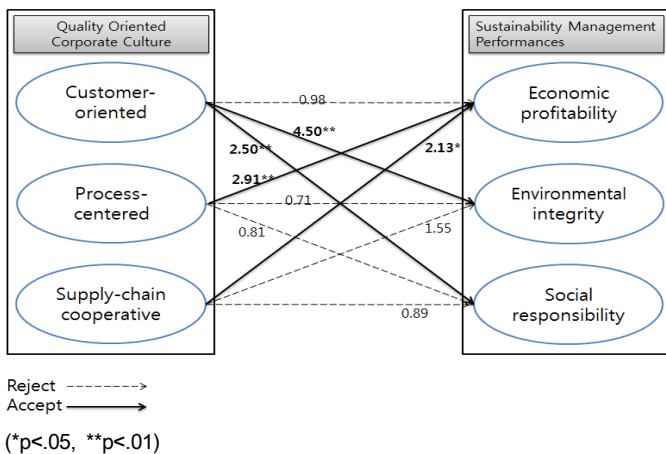 Quality Oriented
Corporate Culture
Sustainability Management
Performances
Customer-
oriented
Process-
centered
Supply-chain
cooperative
0.98
4.50**
2.50**
2.13*
2.91**
0.71
0.81
1.55
0.89
Economic
profitability
Environmental
integrity
Social
responsibility
Reject
Accept
(*p<.05, **p<.01)